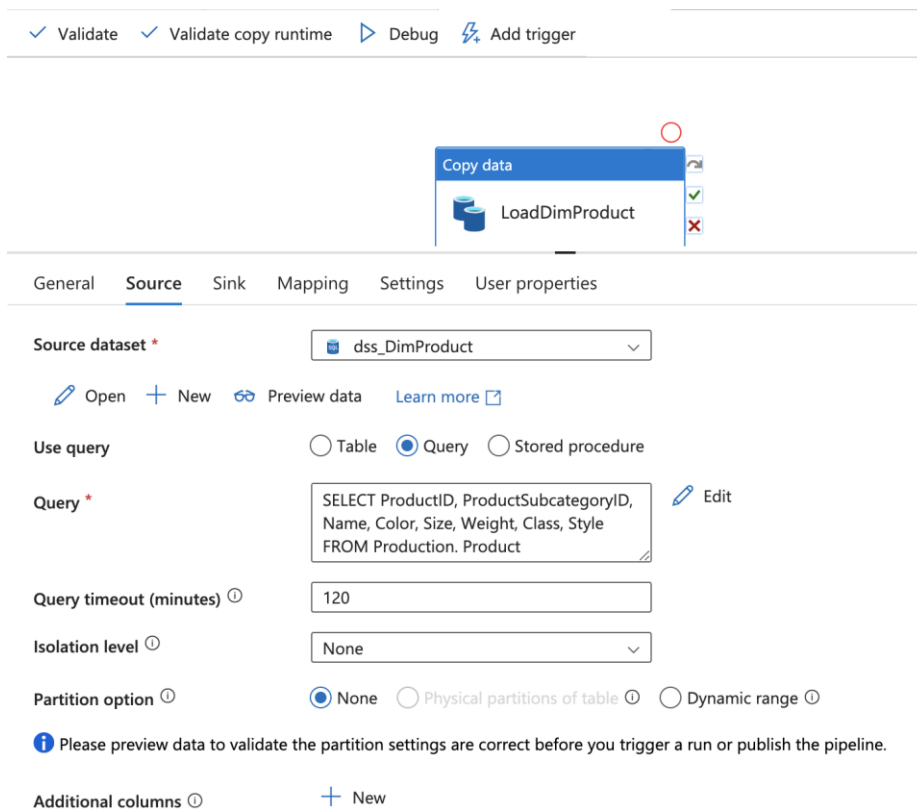 Validate Validate copy runtime Debug Add trigger
Copy data
LoadDimProduct
General Source Sink Mapping Settings User properties
Source dataset *
SQL dss_DimProduct
Open New Preview data Learn more
Use query Table Query Stored procedure
Query *
SELECT ProductID, ProductSubcategoryID,
Name, Color, Size, Weight, Class, Style
FROM Production. Product
Edit
Query timeout (minutes) 120
Isolation level None
Partition option None Physical partitions of table Dynamic range
Please preview data to validate the partition settings are correct before you trigger a run or publish the pipeline.
Additional columns New